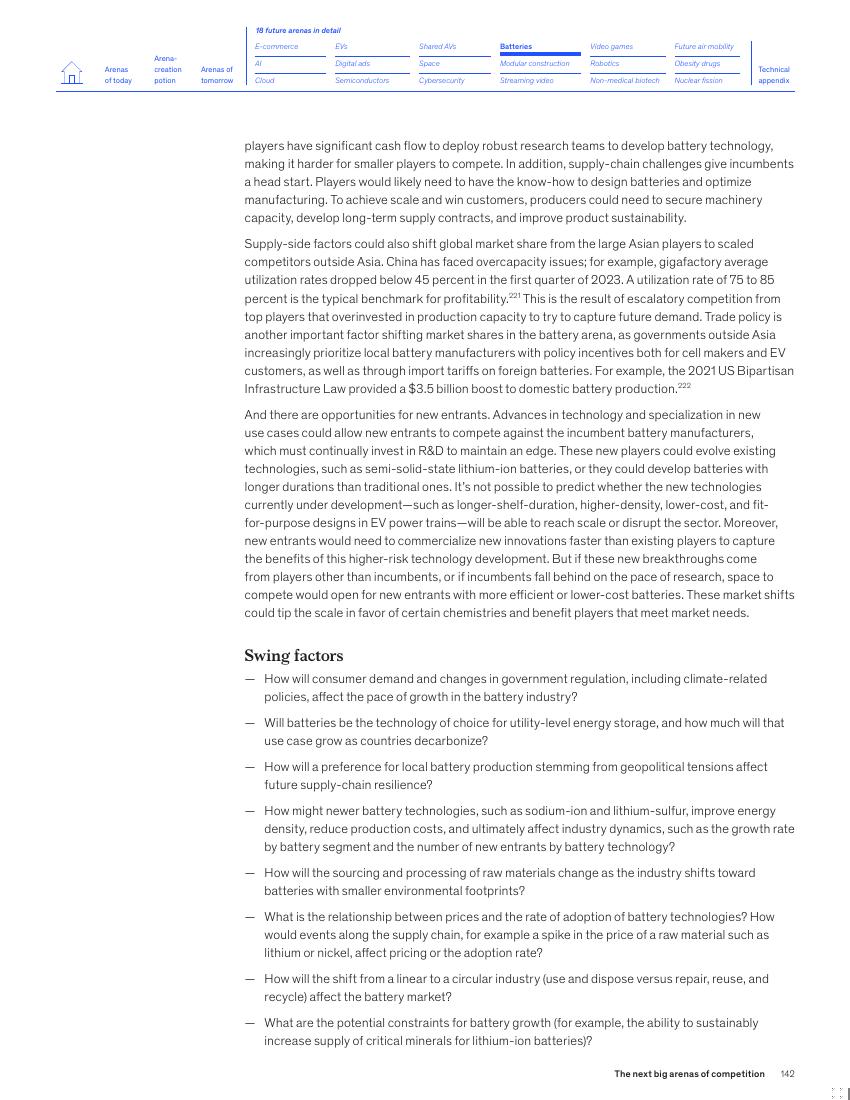 18 future arenas in detail
Arenas of today
Arena-creation potion
Arenas of tomorrow
E-commerce
AI
Cloud
EVs
Digital ads
Semiconductors
Shared AVs
Space
Cybersecurity
Batteries
Modular construction
Streaming video
Video games
Robotics
Non-medical biotech
Future air mobility
Obesity drugs
Nuclear fission
Technical appendix
players have significant cash flow to deploy robust research teams to develop battery technology,
making it harder for smaller players to compete. In addition, supply-chain challenges give incumbents
a head start. Players would likely need to have the know-how to design batteries and optimize
manufacturing. To achieve scale and win customers, producers could need to secure machinery
capacity, develop long-term supply contracts, and improve product sustainability.
Supply-side factors could also shift global market share from the large Asian players to scaled
competitors outside Asia. China has faced overcapacity issues; for example, gigafactory average
utilization rates dropped below 45 percent in the first quarter of 2023. A utilization rate of 75 to 85
percent is the typical benchmark for profitability.221 This is the result of escalatory competition from
top players that overinvested in production capacity to try to capture future demand. Trade policy is
another important factor shifting market shares in the battery arena, as governments outside Asia
increasingly prioritize local battery manufacturers with policy incentives both for cell makers and EV
customers, as well as through import tariffs on foreign batteries. For example, the 2021 US Bipartisan
Infrastructure Law provided a $3.5 billion boost to domestic battery production.222
And there are opportunities for new entrants. Advances in technology and specialization in new
use cases could allow new entrants to compete against the incumbent battery manufacturers,
which must continually invest in R&D to maintain an edge. These new players could evolve existing
technologies, such as semi-solid-state lithium-ion batteries, or they could develop batteries with
longer durations than traditional ones. It's not possible to predict whether the new technologies
currently under development—such as longer-shelf-duration, higher-density, lower-cost, and fit-
for-purpose designs in EV power trains—will be able to reach scale or disrupt the sector. Moreover,
new entrants would need to commercialize new innovations faster than existing players to capture
the benefits of this higher-risk technology development. But if these new breakthroughs come
from players other than incumbents, or if incumbents fall behind on the pace of research, space to
compete would open for new entrants with more efficient or lower-cost batteries. These market shifts
could tip the scale in favor of certain chemistries and benefit players that meet market needs.
Swing factors
— How will consumer demand and changes in government regulation, including climate-related
policies, affect the pace of growth in the battery industry?
— Will batteries be the technology of choice for utility-level energy storage, and how much will that
use case grow as countries decarbonize?
— How will a preference for local battery production stemming from geopolitical tensions affect
future supply-chain resilience?
— How might newer battery technologies, such as sodium-ion and lithium-sulfur, improve energy
density, reduce production costs, and ultimately affect industry dynamics, such as the growth rate
by battery segment and the number of new entrants by battery technology?
— How will the sourcing and processing of raw materials change as the industry shifts toward
batteries with smaller environmental footprints?
— What is the relationship between prices and the rate of adoption of battery technologies? How
would events along the supply chain, for example a spike in the price of a raw material such as
lithium or nickel, affect pricing or the adoption rate?
— How will the shift from a linear to a circular industry (use and dispose versus repair, reuse, and
recycle) affect the battery market?
— What are the potential constraints for battery growth (for example, the ability to sustainably
increase supply of critical minerals for lithium-ion batteries)?
The next big arenas of competition 142